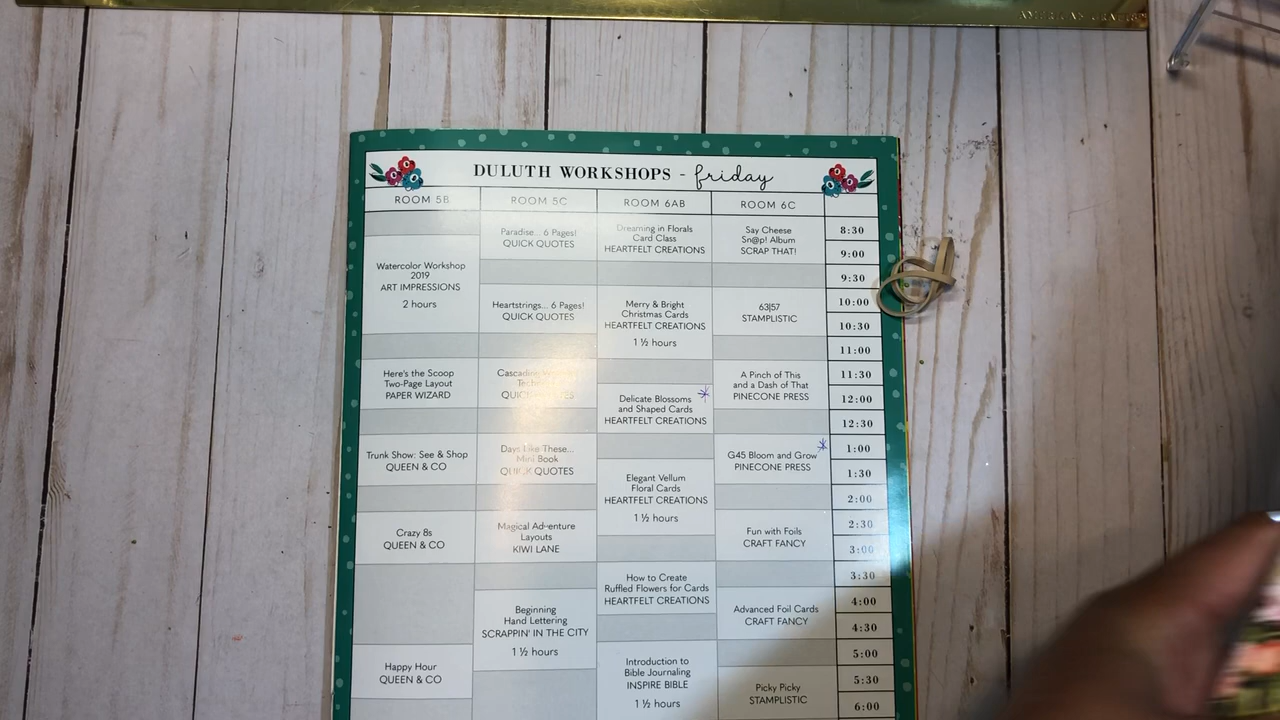 AMERICAN CRAFTS
DULUTH WORKSHOPS - friday
ROOM 5B
ROOM 5C
ROOM 6AB
ROOM 6C
Watercolor Workshop
2019
ART IMPRESSIONS
2 hours
Here's the Scoop
Two-Page Layout
PAPER WIZARD
Trunk Show: See & Shop
QUEEN & CO
Crazy 8s
QUEEN & CO
Happy Hour
QUEEN & CO
Paradise... 6 Pages!
QUICK QUOTES
Heartstrings... 6 Pages!
QUICK QUOTES
Cascading
QUICK QUOTES
Days Like These...
Mini Book
QUICK QUOTES
Magical Adventure
Layouts
KIWI LANE
Beginning
Hand Lettering
SCRAPPIN' IN THE CITY
1 ½ hours
Dreaming in Florals
Card Class
HEARTFELT CREATIONS
Merry & Bright
Christmas Cards
HEARTFELT CREATIONS
1 ½ hours
Delicate Blossoms
and Shaped Cards
HEARTFELT CREATIONS
Elegant Vellum
Floral Cards
HEARTFELT CREATIONS
1 ½ hours
How to Create
Ruffled Flowers for Cards
HEARTFELT CREATIONS
Introduction to
Bible Journaling
INSPIRE BIBLE
1 ½ hours
Say Cheese
Sn@p! Album
SCRAP THAT!
63|57
STAMPLISTIC
A Pinch of This
and a Dash of That
PINECONE PRESS
G45 Bloom and Grow
PINECONE PRESS
Fun with Foils
CRAFT FANCY
Advanced Foil Cards
CRAFT FANCY
Picky Picky
STAMPLISTIC
8:30
9:00
9:30
10:00
10:30
11:00
11:30
12:00
12:30
1:00
1:30
2:00
2:30
3:00
3:30
4:00
4:30
5:00
5:30
6:00